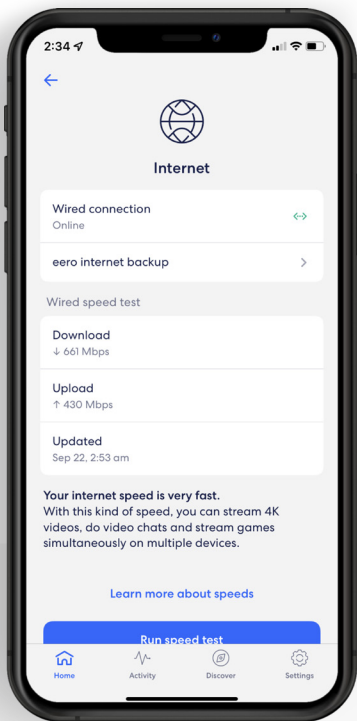 2:34
Internet
Wired connection
Online
eero internet backup
Wired speed test
Download
↓ 661 Mbps
Upload
↑ 430 Mbps
Updated
Sep 22, 2:53 am
Your internet speed is very fast.
With this kind of speed, you can stream 4K
videos, do video chats and stream games
simultaneously on multiple devices.
Learn more about speeds
Run speed test
Home
Activity
Discover
Settings